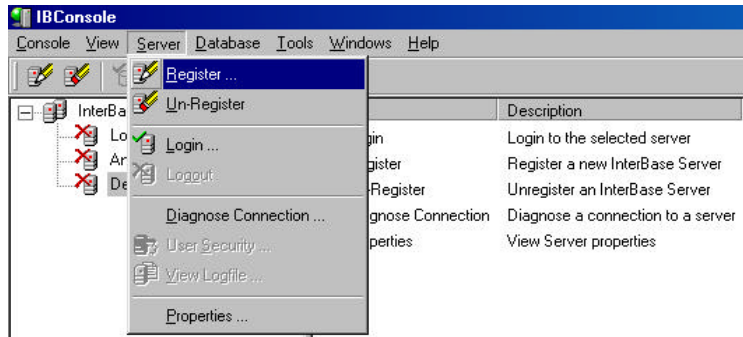 IBConsole
Console View Server Database Tools Windows Help
Register ...
Un-Register
Login ...
Logout
Diagnose Connection ...
User Security ...
View Logfile ...
Properties ...
InterBa
Lo
Ar
De
Description
gin Login to the selected server
gister Register a new InterBase Server
-Register Unregister an InterBase Server
gnose Connection Diagnose a connection to a server
perties View Server properties